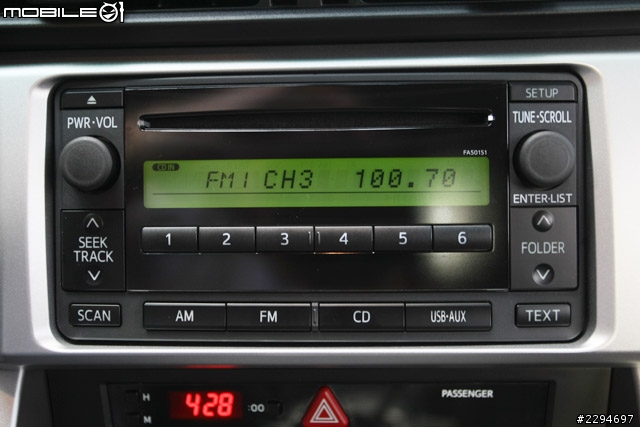 MOBILE01
PWR·VOL
SEEK
TRACK
SCAN
FA50151
CD IN
FM1 CH3 100.70
1 2 3 4 5 6
AM FM CD USB·AUX
SETUP
TUNE·SCROLL
ENTER·LIST
FOLDER
TEXT
H
M
4:28 :00
PASSENGER
#2294697